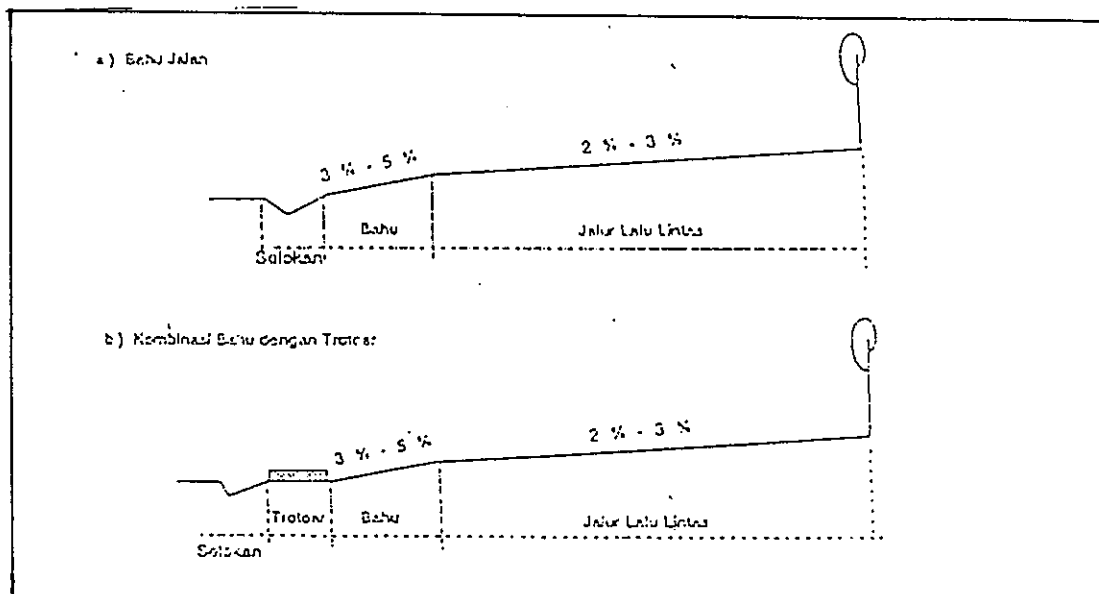 a) Bahu Jalan
3 % - 5 %
2 % - 3 %
Bahu
Jalur Lalu Lintas
Selokan
b) Kombinasi Bahu dengan Trotoar
3 % - 5 %
2 % - 3 %
Trotoar
Bahu
Jalur Lalu Lintas
Selokan